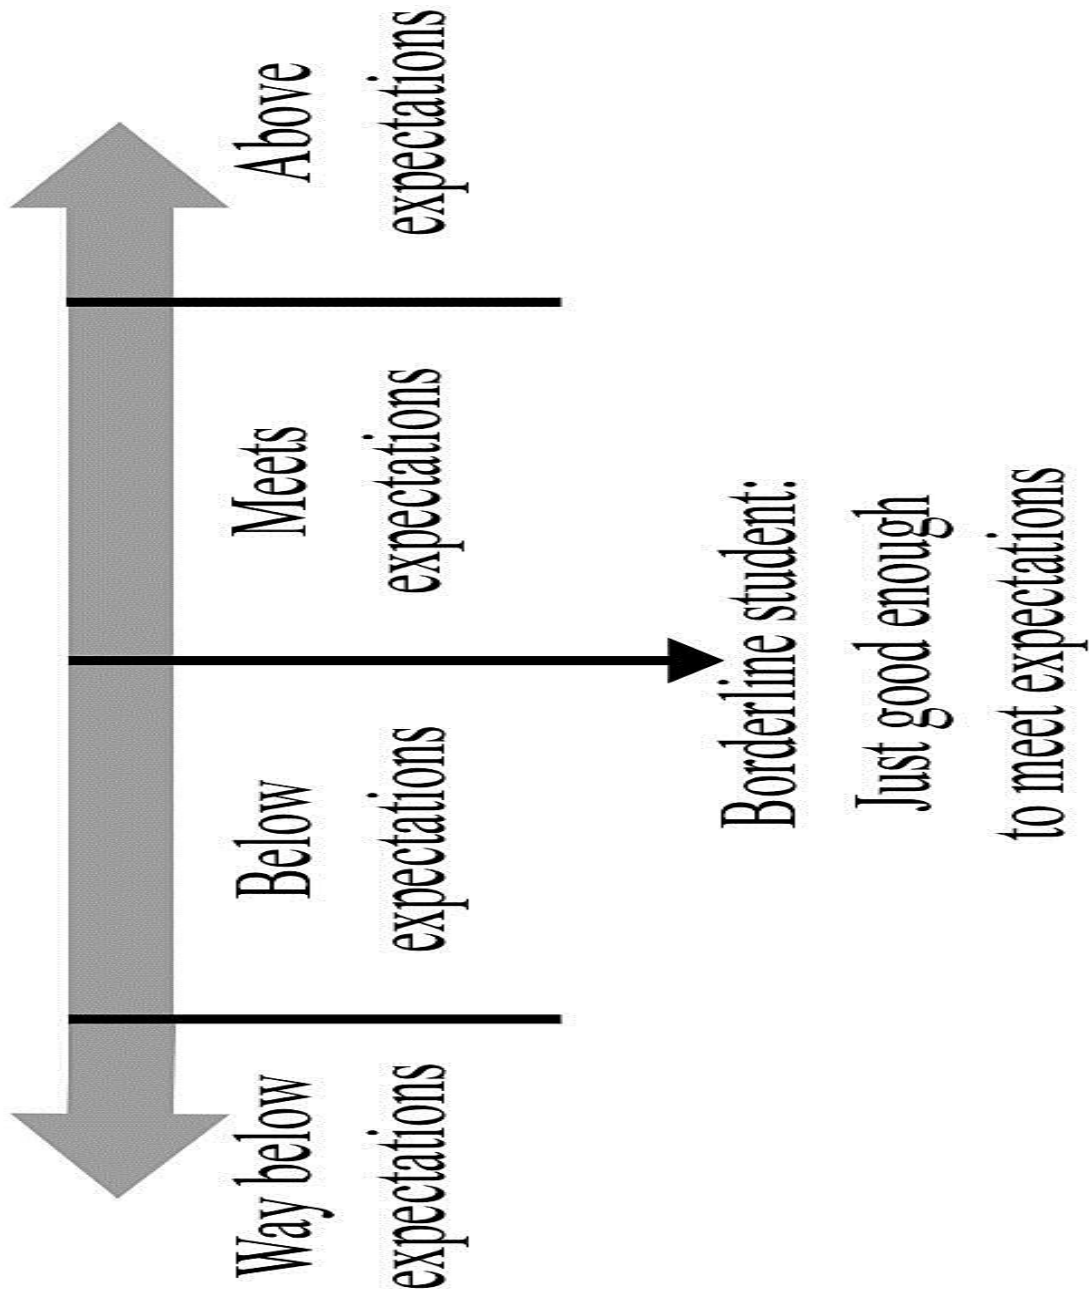 Way below
expectations
Below
expectations
Meets
expectations
Above
expectations
Borderline student:
Just good enough
to meet expectations